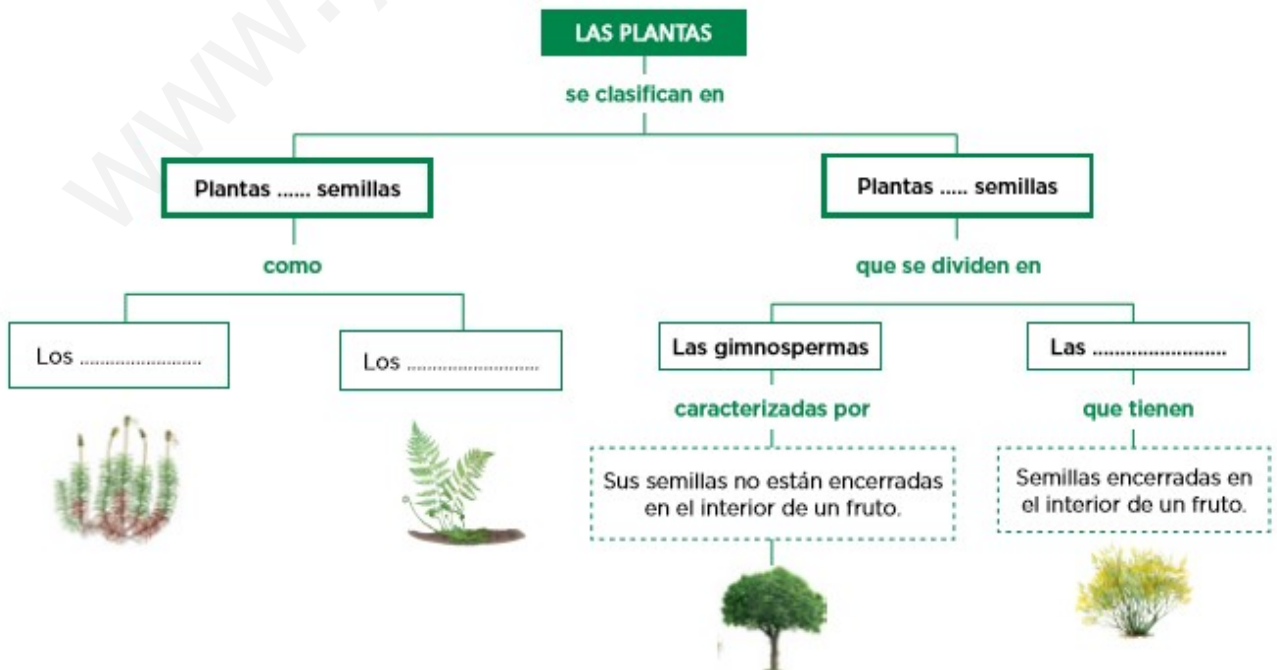 www.
LAS PLANTAS
se clasifican en
Plantas ...... semillas
Plantas ..... semillas
como
que se dividen en
Los ........................
Los ..........................
Las gimnospermas
Las ........................
caracterizadas por
que tienen
Sus semillas no están encerradas
en el interior de un fruto.
Semillas encerradas en
el interior de un fruto.